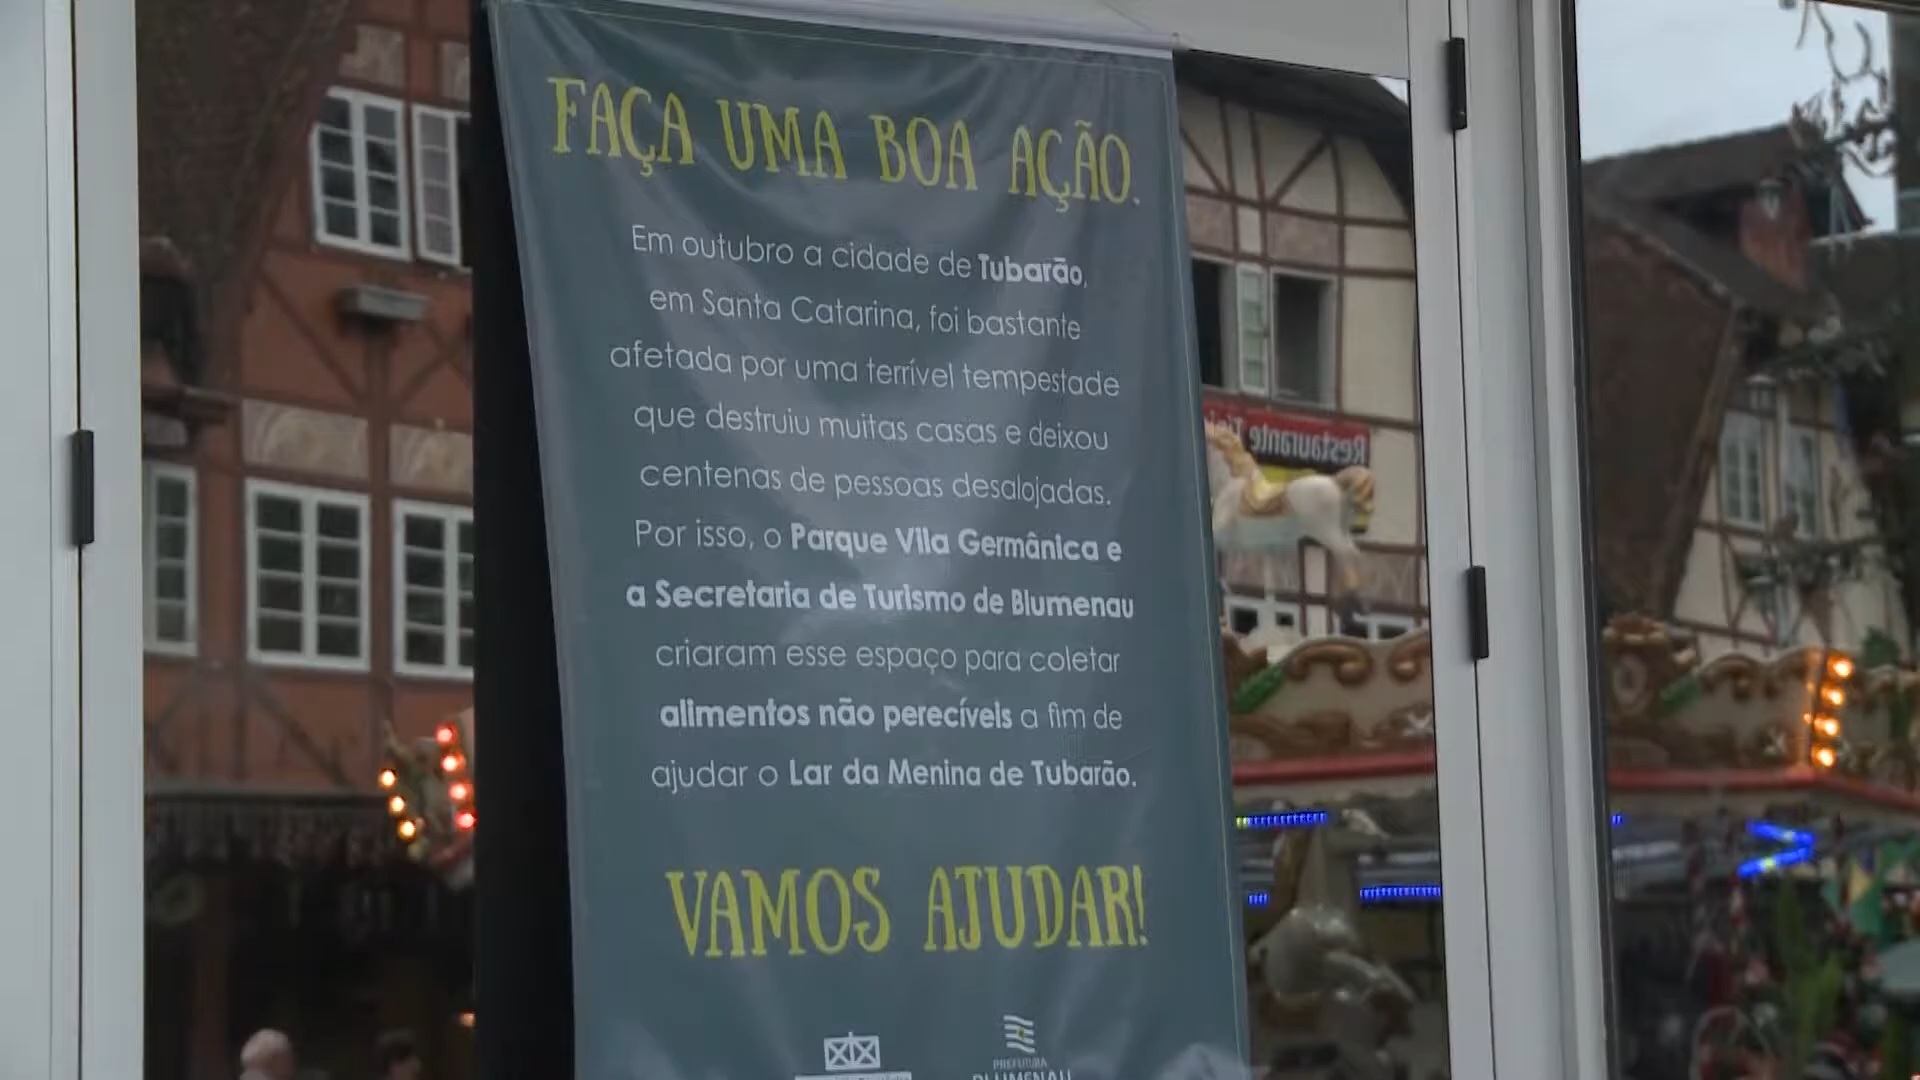 FAÇA UMA BOA AÇÃO.
Em outubro a cidade de Tubarão,
em Santa Catarina, foi bastante
afetada por uma terrível tempestade
que destruiu muitas casas e deixou
centenas de pessoas desalojadas.
Por isso, o Parque Vila Germânica e
a Secretaria de Turismo de Blumenau
criaram esse espaço para coletar
alimentos não perecíveis a fim de
ajudar o Lar da Menina de Tubarão.
VAMOS AJUDAR!
PREFEITURA
BLUMENAU
Restaurante